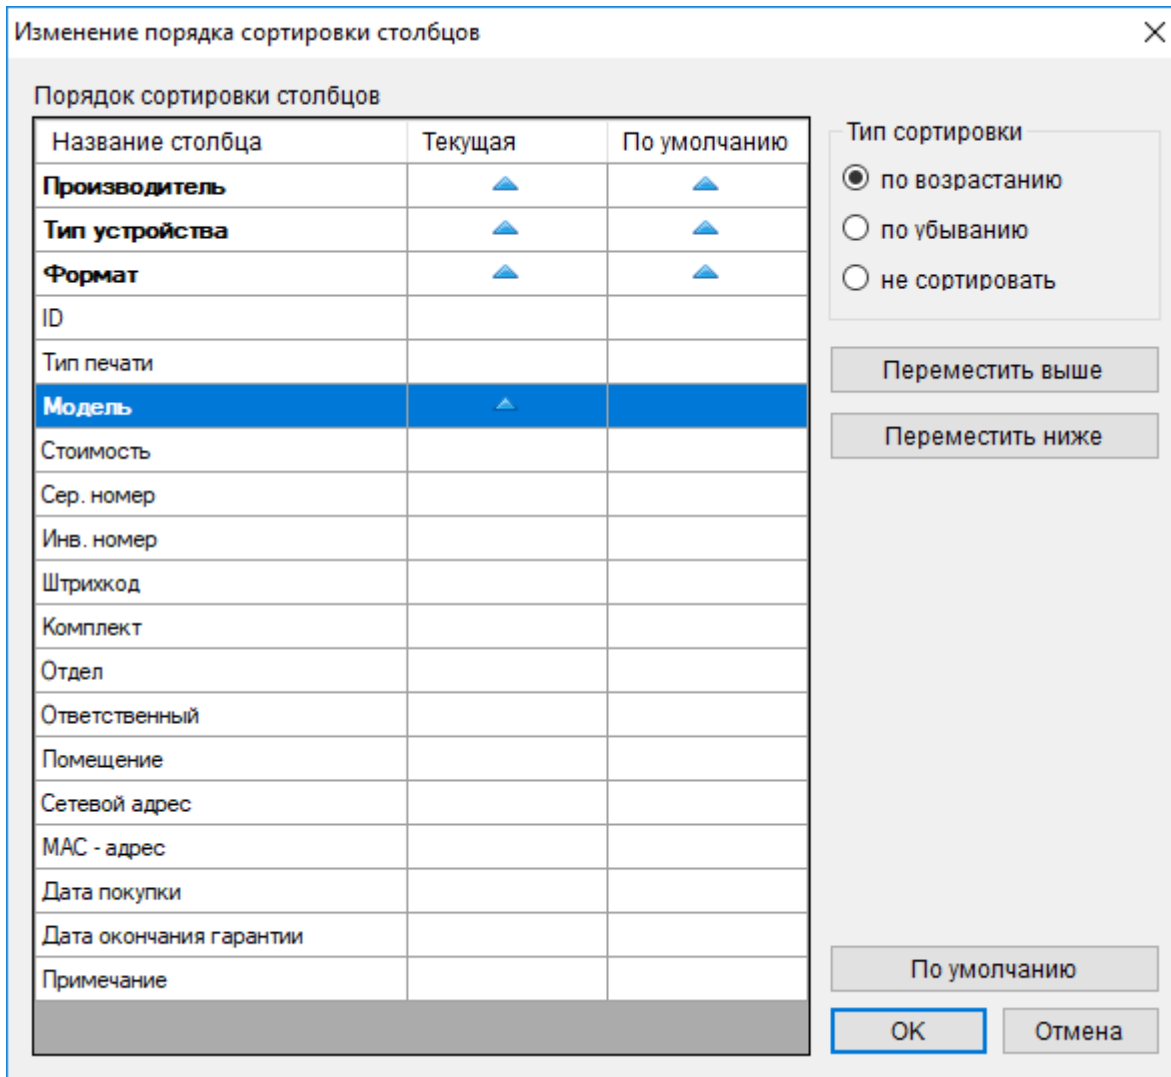 Изменение порядка сортировки столбцов
Порядок сортировки столбцов
Название столбца Текущая По умолчанию
Производитель
Тип устройства
Формат
ID
Тип печати
Модель
Стоимость
Сер. номер
Инв. номер
Штрихкод
Комплект
Отдел
Ответственный
Помещение
Сетевой адрес
MAC - адрес
Дата покупки
Дата окончания гарантии
Примечание
Тип сортировки
по возрастанию
по убыванию
не сортировать
Переместить выше
Переместить ниже
По умолчанию
OK Отмена